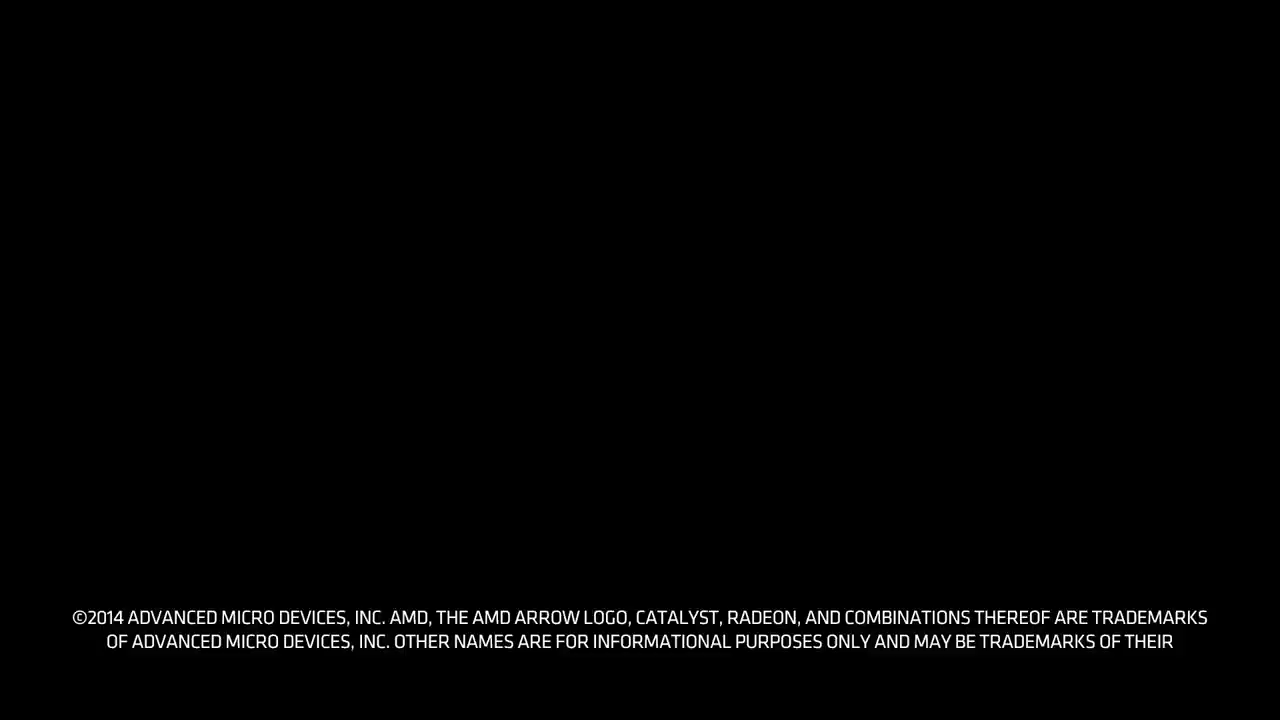 ©2014 ADVANCED MICRO DEVICES, INC. AMD, THE AMD ARROW LOGO, CATALYST, RADEON, AND COMBINATIONS THEREOF ARE TRADEMARKS
OF ADVANCED MICRO DEVICES, INC. OTHER NAMES ARE FOR INFORMATIONAL PURPOSES ONLY AND MAY BE TRADEMARKS OF THEIR